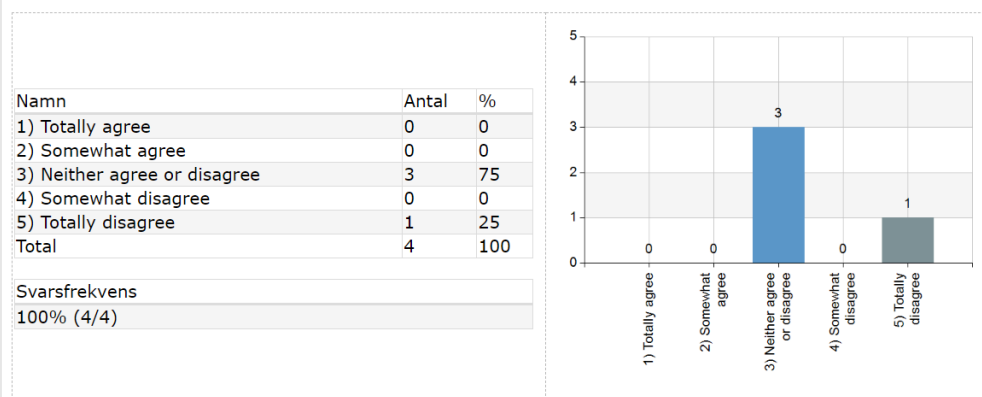 Namn Antal %
1) Totally agree 0 0
2) Somewhat agree 0 0
3) Neither agree or disagree 3 75
4) Somewhat disagree 0 0
5) Totally disagree 1 25
Total 4 100
Svarsfrekvens
100% (4/4)
5
4
3
2
1
0
0
0
3
0
1
1) Totally agree
2) Somewhat
agree
3) Neither agree
or disagree
4) Somewhat
disagree
5) Totally
disagree